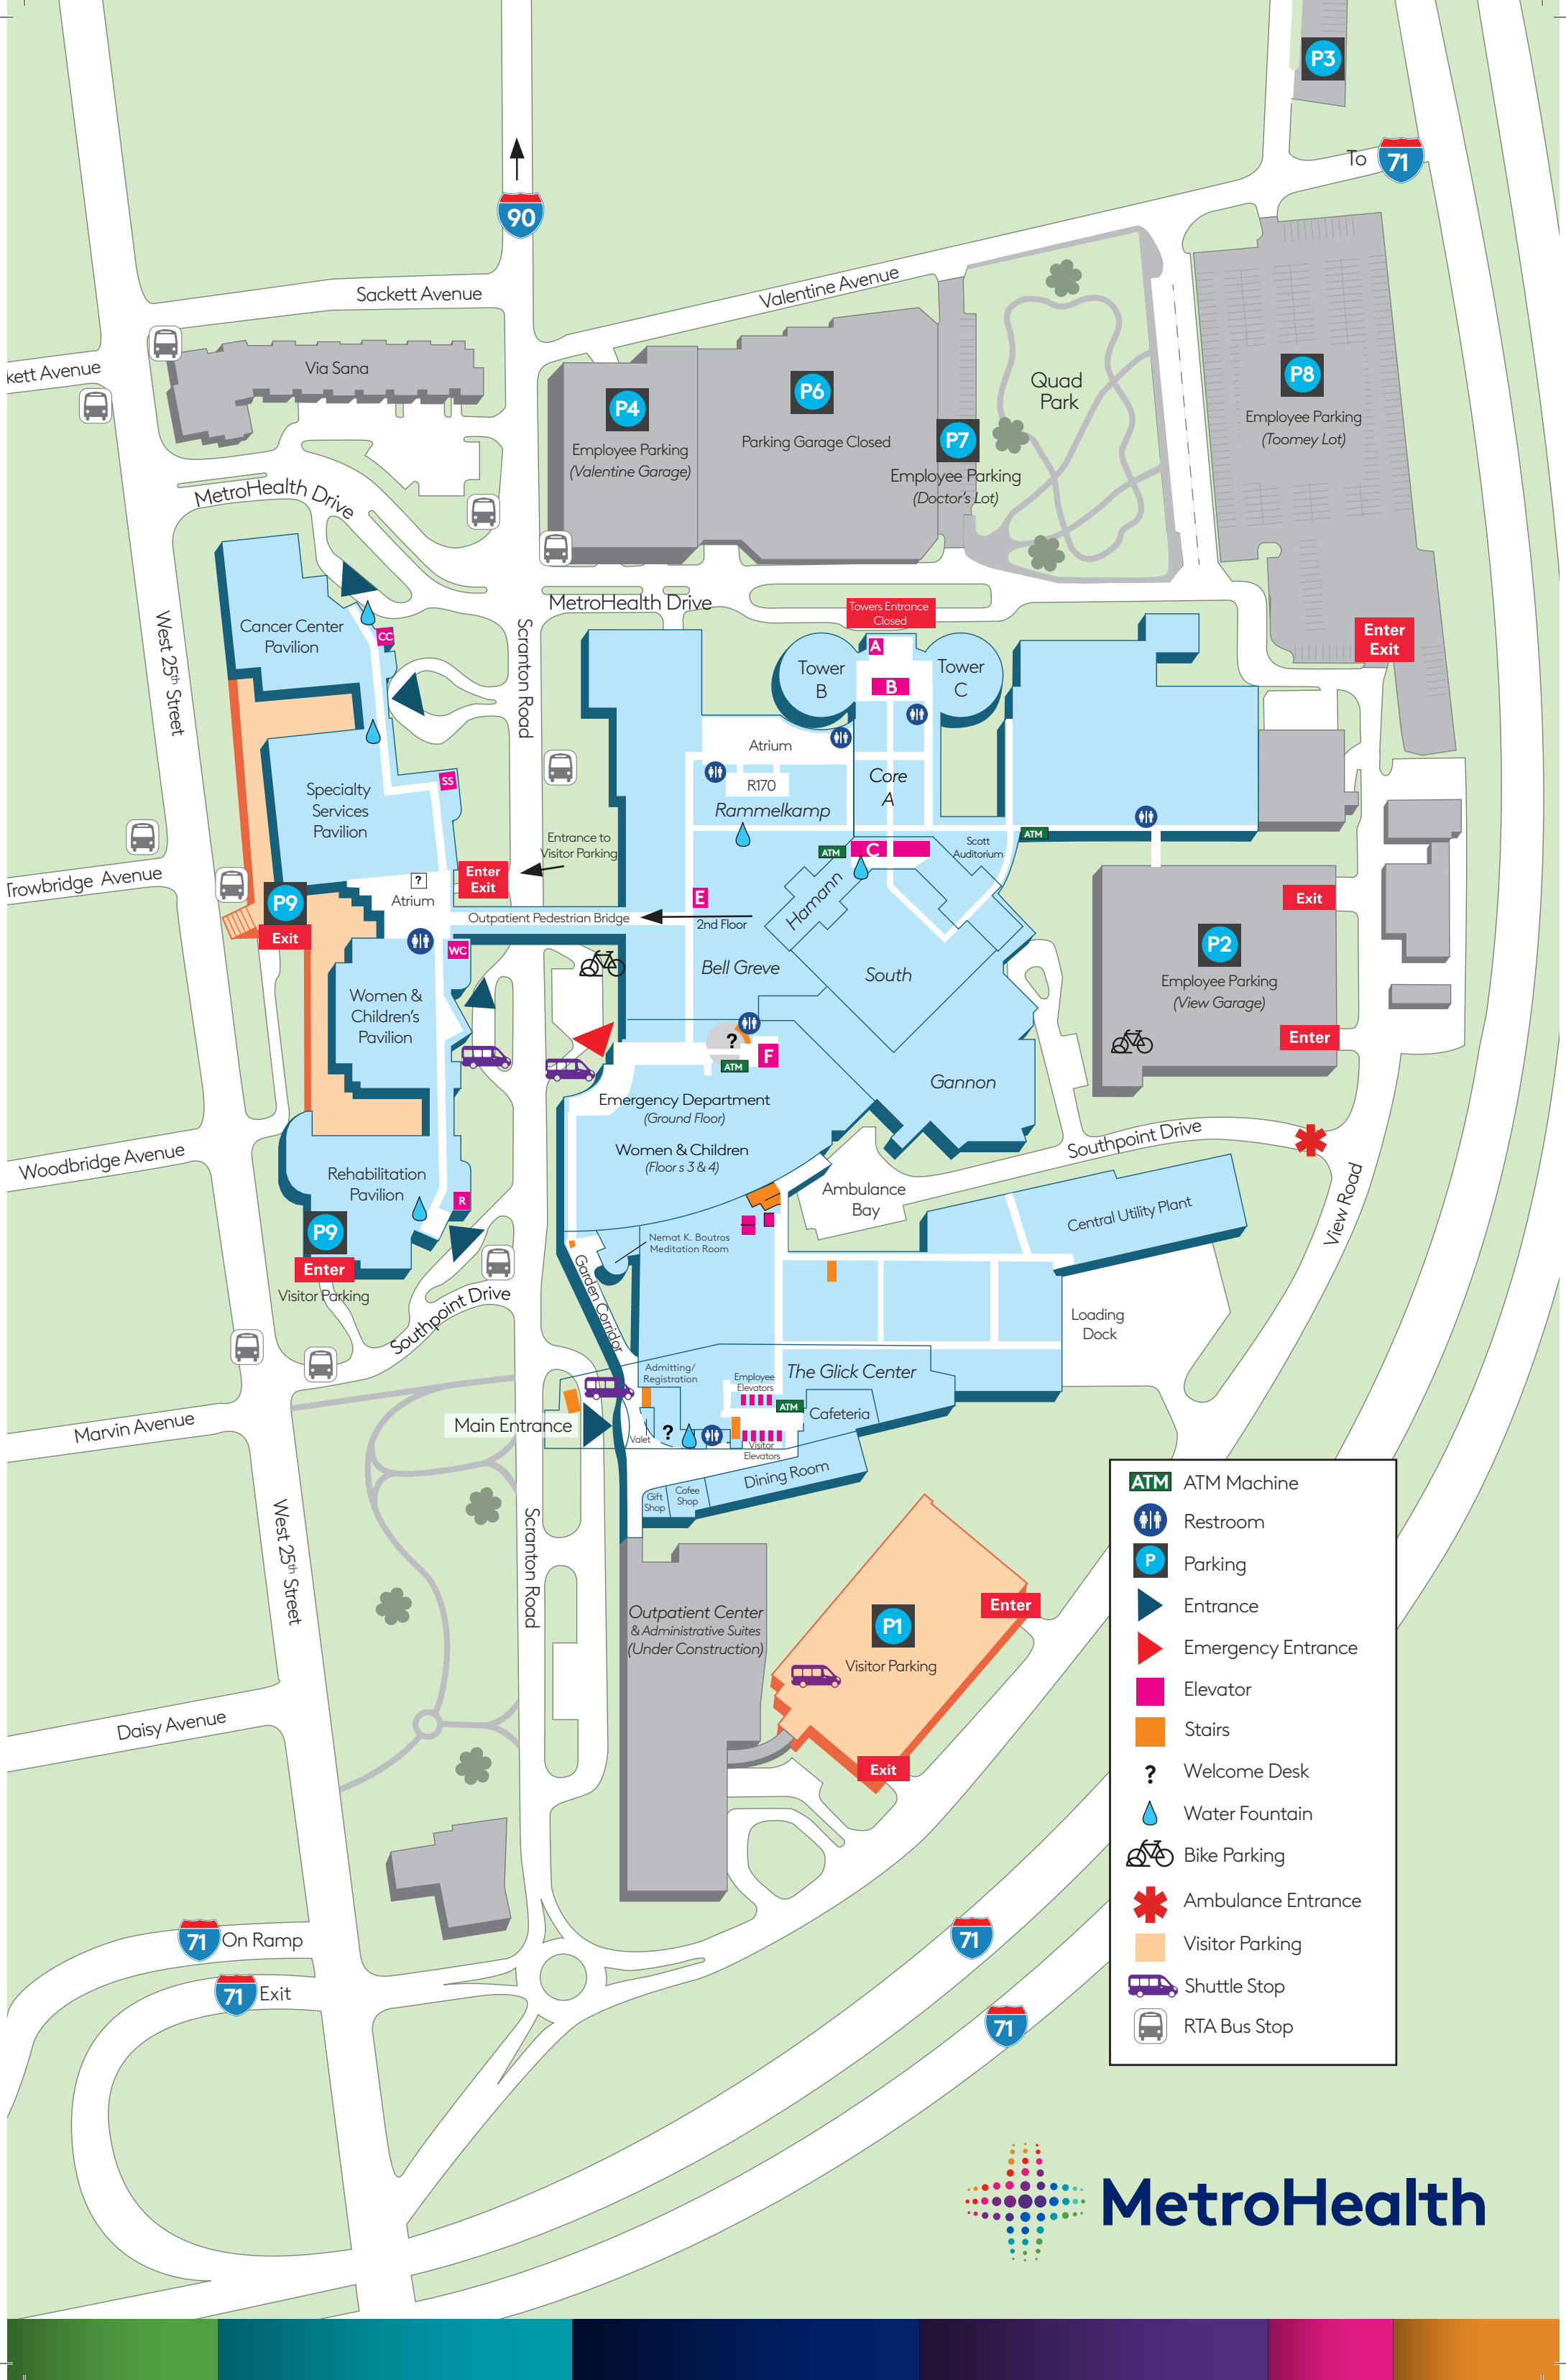 P3
To
71
90
Sackett Avenue
Valentine Avenue
kett Avenue
Via Sana
P4
Employee Parking
(Valentine Garage)
P6
Parking Garage Closed
P7
Employee Parking
(Doctor's Lot)
Quad
Park
P8
Employee Parking
(Toomey Lot)
MetroHealth Drive
MetroHealth Drive
Towers Entrance
Closed
Enter
Exit
West 25th Street
Scranton Road
Cancer Center
Pavilion
CC
A
B
Tower
B
Tower
C
Atrium
R170
Rammelkamp
Core
A
Specialty
Services
Pavilion
SS
Entrance to
Visitor Parking
Enter
Exit
ATM
C
Scott
Auditorium
ATM
Trowbridge Avenue
P9
Exit
?
Atrium
Outpatient Pedestrian Bridge
E
2nd Floor
Hamann
Exit
P2
Employee Parking
(View Garage)
Enter
WC
Bell Greve
South
Women &
Children's
Pavilion
?
F
ATM
Gannon
Emergency Department
(Ground Floor)
Women & Children
(Floor s 3 & 4)
Woodbridge Avenue
Southpoint Drive
View Road
Rehabilitation
Pavilion
R
P9
Enter
Visitor Parking
Ambulance
Bay
Central Utility Plant
Nemat K. Boutros
Meditation Room
Garden Corridor
Southpoint Drive
Loading
Dock
Admitting/
Registration
Employee
Elevators
The Glick Center
ATM
Cafeteria
Main Entrance
Valet
?
Visitor
Elevators
Marvin Avenue
Dining Room
Gift
Shop
Cofee
Shop
West 25th Street
Scranton Road
Outpatient Center
& Administrative Suites
(Under Construction)
P1
Visitor Parking
Enter
Exit
Daisy Avenue
71
On Ramp
71
Exit
71
71
ATM
ATM Machine
Restroom
P
Parking
Entrance
Emergency Entrance
Elevator
Stairs
?
Welcome Desk
Water Fountain
Bike Parking
Ambulance Entrance
Visitor Parking
Shuttle Stop
RTA Bus Stop
MetroHealth